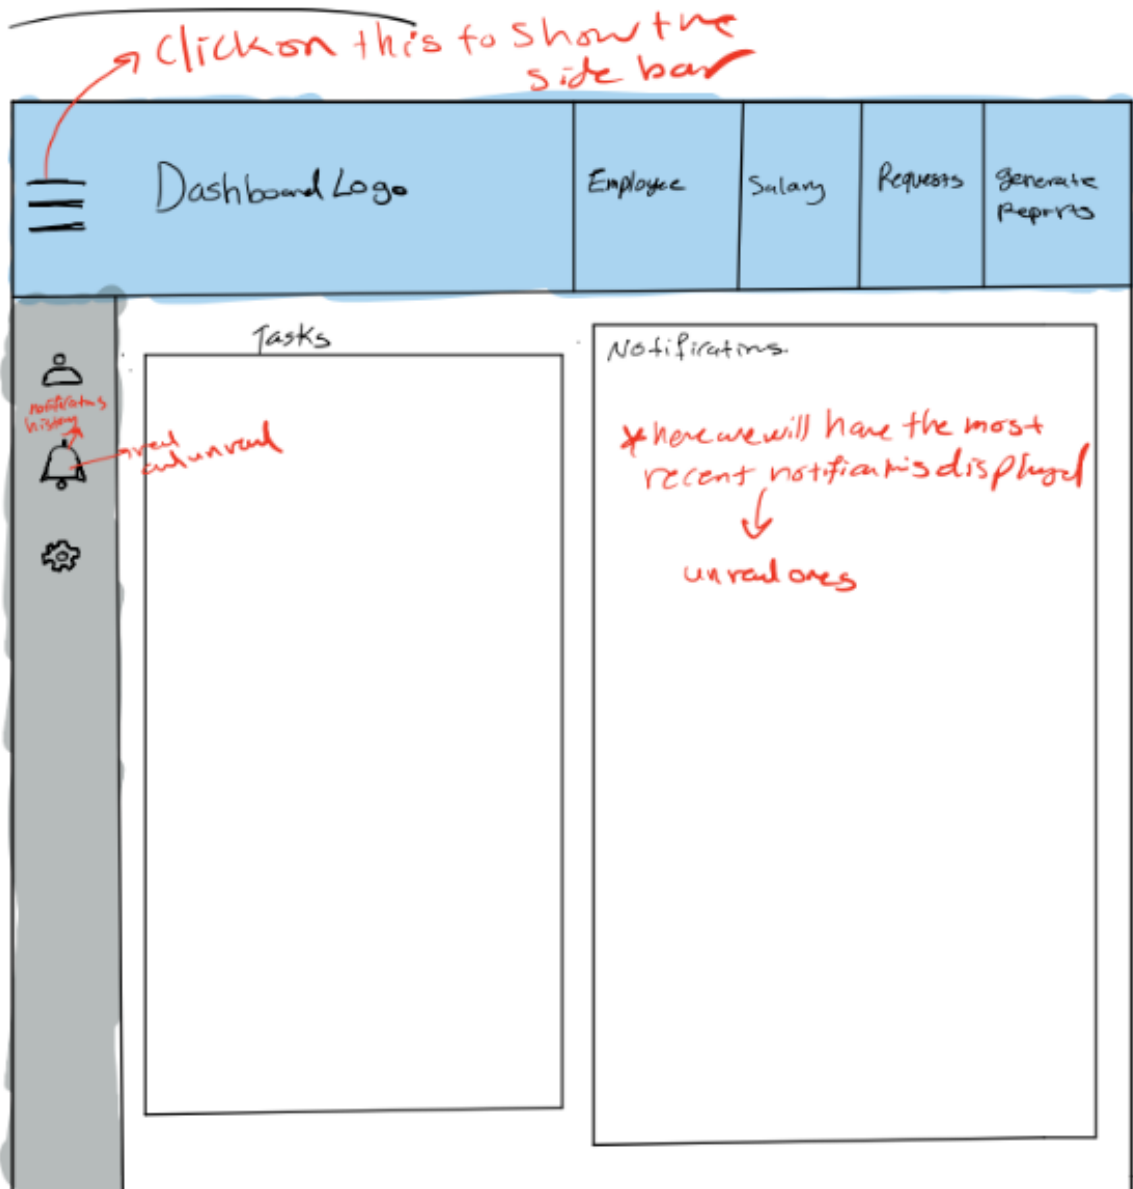 Click on this to show the
side bar
Dashboard Logo
Employee
Salary
Requests
Generate
Reports
Tasks
Notifications
notifications
history
read
and unread
*here we will have the most
recent notifications displayed
unread ones